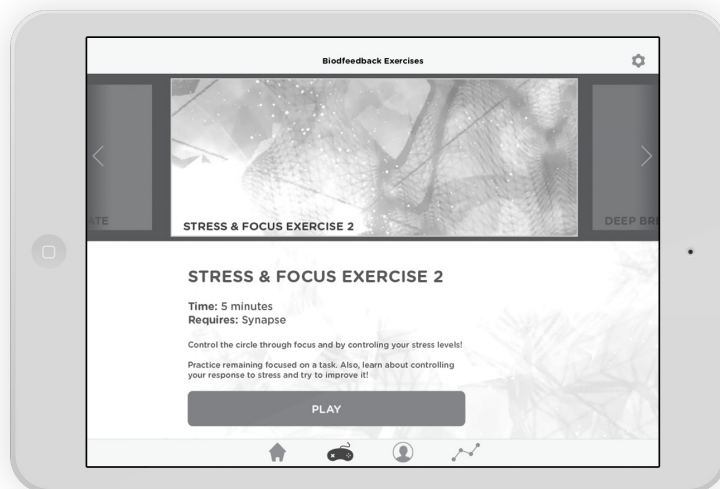 Biodfeedback Exercises
ATE
STRESS & FOCUS EXERCISE 2
DEEP BRE
STRESS & FOCUS EXERCISE 2
Time: 5 minutes
Requires: Synapse
Control the circle through focus and by controling your stress levels!
Practice remaining focused on a task. Also, learn about controlling
your response to stress and try to improve it!
PLAY